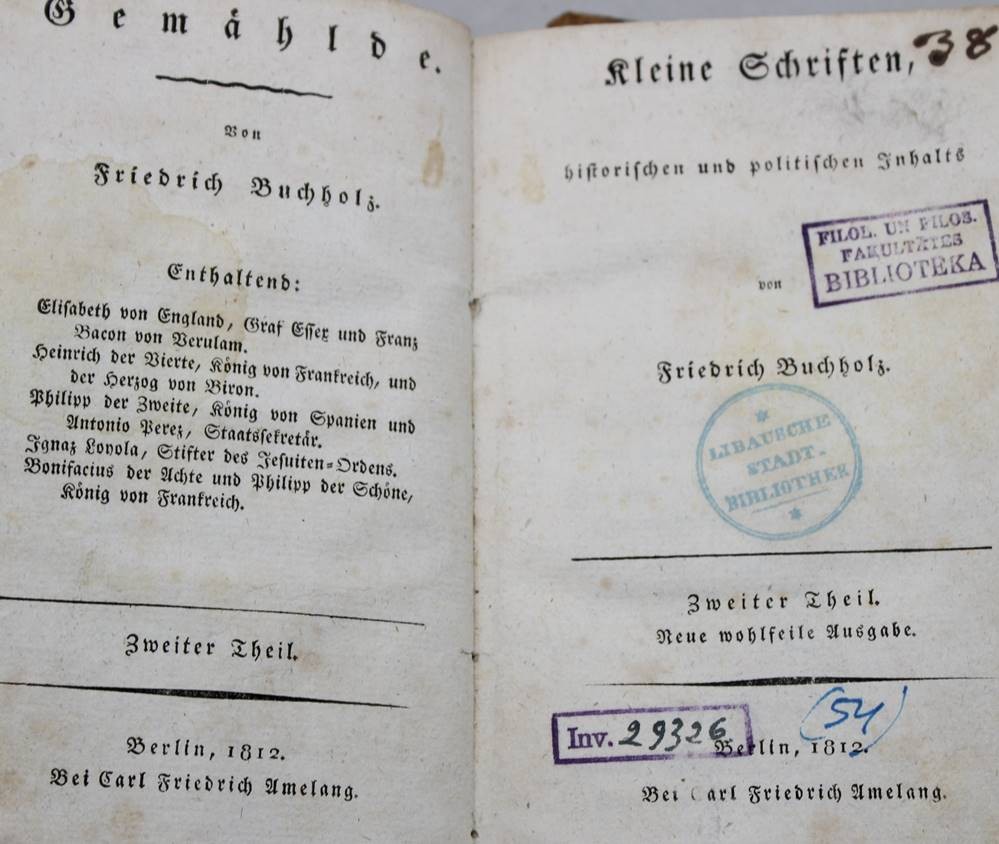 Gemählde.
Von
Friedrich Buchholz.
Enthaltend:
Elisabeth von England, Graf Essex und Franz
Bacon von Verulam.
Heinrich der Vierte, König von Frankreich, und
der Herzog von Biron.
Philipp der Zweite, König von Spanien und
Antonio Perez, Staatssekretär.
Ignaz Loyola, Stifter des Jesuiten-Ordens.
Bonifacius der Achte und Philipp der Schöne,
König von Frankreich.
Zweiter Theil.
Berlin, 1812.
Bei Carl Friedrich Amelang.
38
Kleine Schriften,
historischen und politischen Inhalts
FILOL. UN FILOS.
FAKULTĀTES
BIBLIOTEKA
von
Friedrich Buchholz.
LIBAUSCHE
STADT-
BIBLIOTHEK
Zweiter Theil.
Neue wohlfeile Ausgabe.
(54)
Inv. 29326
Berlin, 1812.
Bei Carl Friedrich Amelang.